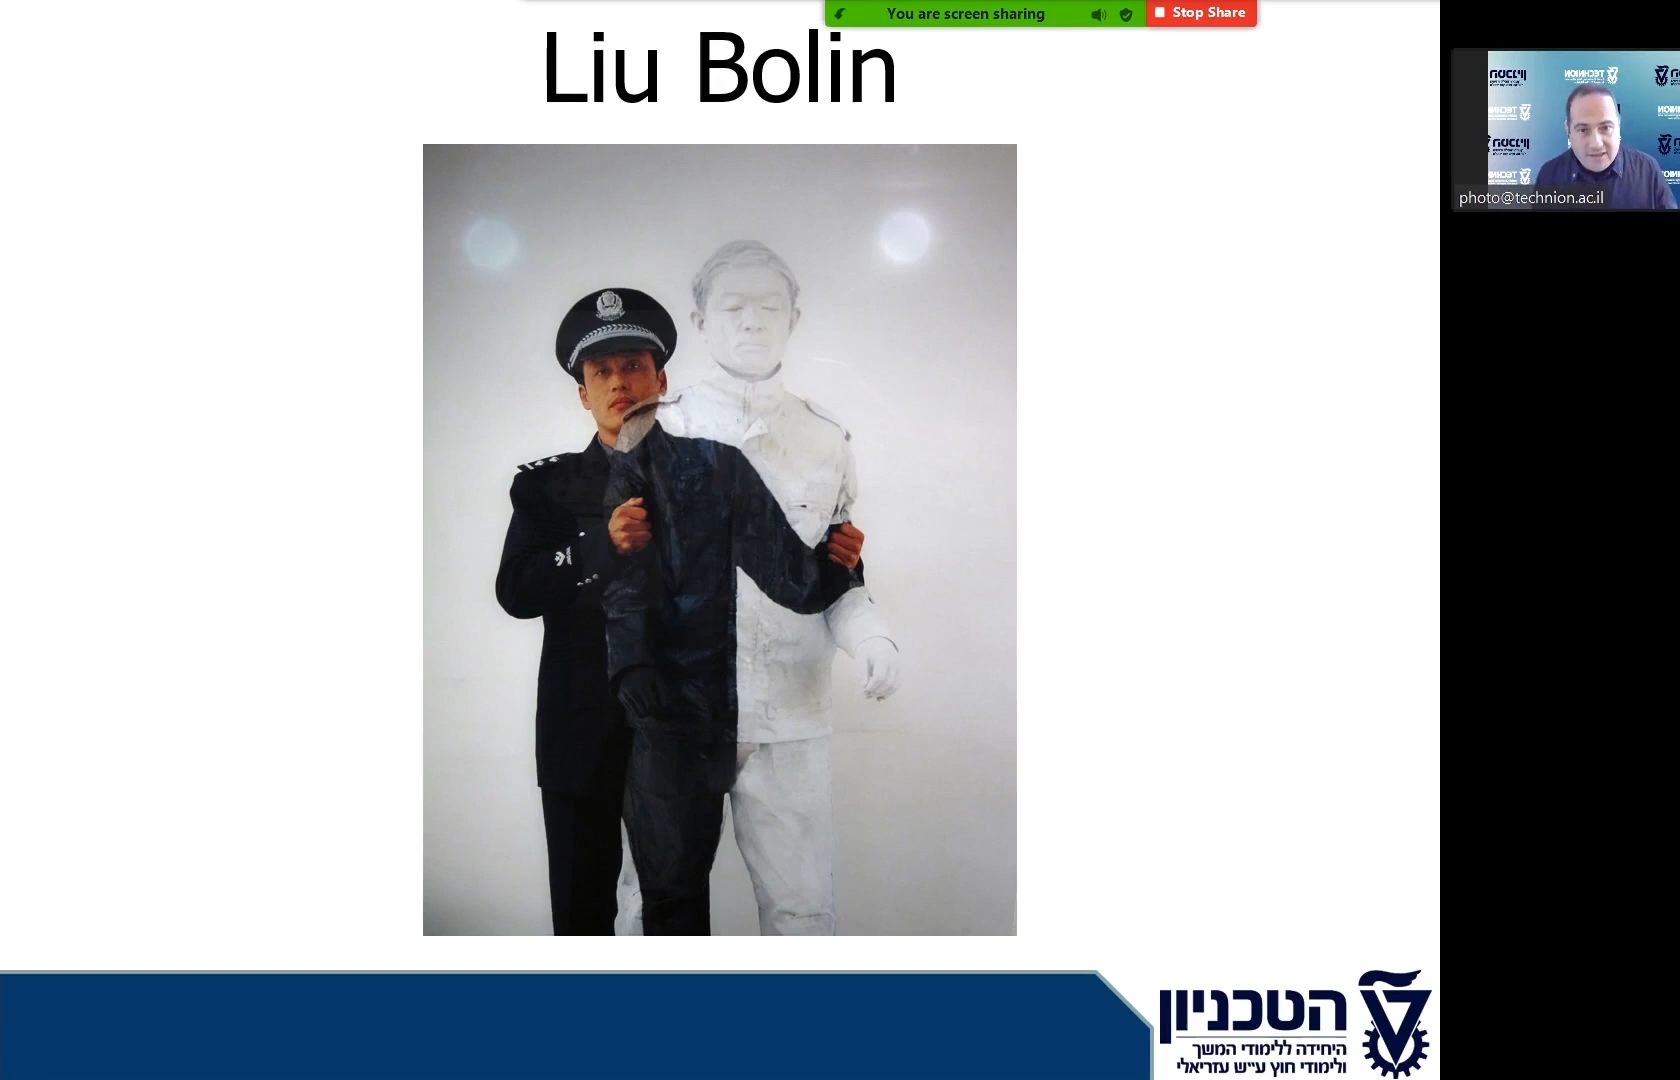 You are screen sharing
Stop Share
Liu Bolin
TECHNION
photo@technion.ac.il
הטכניון
היחידה ללימודי המשך
ולימודי חוץ ע״ש עזריאלי